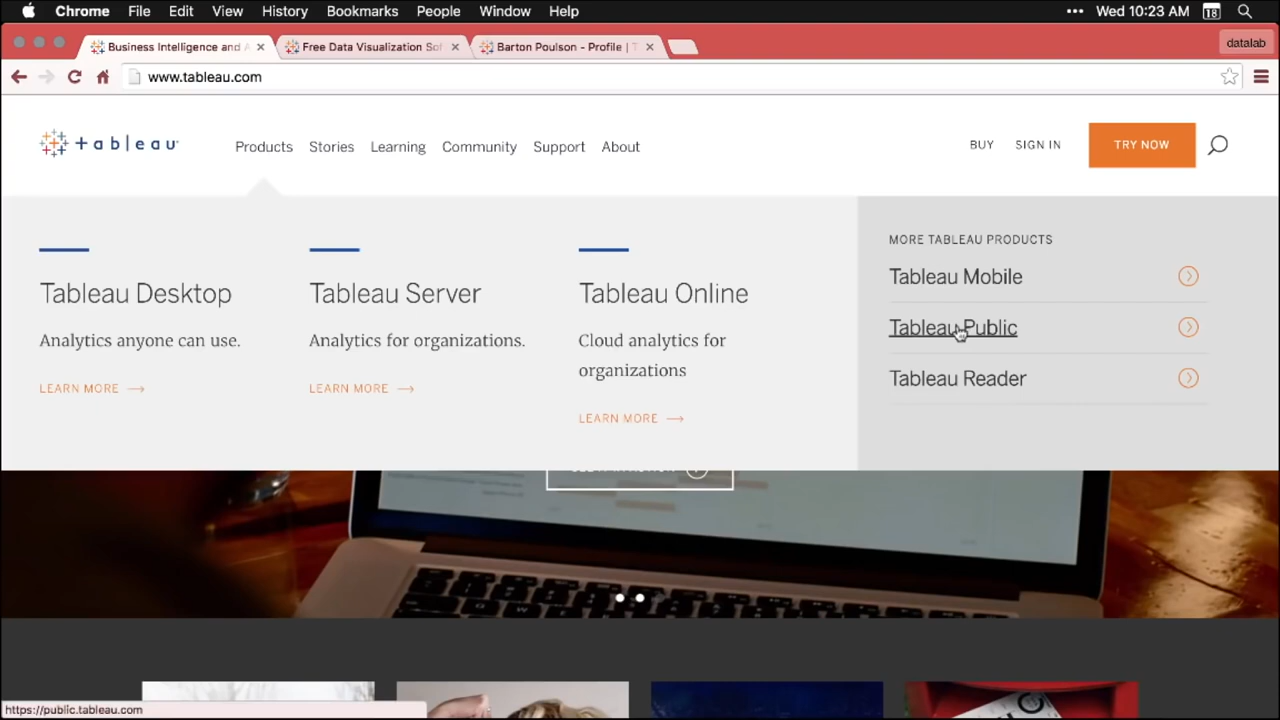 Chrome File Edit View History Bookmarks People Window Help
Wed 10:23 AM 18
Business Intelligence and A
Free Data Visualization Sof
Barton Poulson - Profile | T
datalab
www.tableau.com
tableau
Products Stories Learning Community Support About
BUY SIGN IN TRY NOW
Tableau Desktop
Analytics anyone can use.
LEARN MORE
Tableau Server
Analytics for organizations.
LEARN MORE
Tableau Online
Cloud analytics for
organizations
LEARN MORE
MORE TABLEAU PRODUCTS
Tableau Mobile
Tableau Public
Tableau Reader
https://public.tableau.com